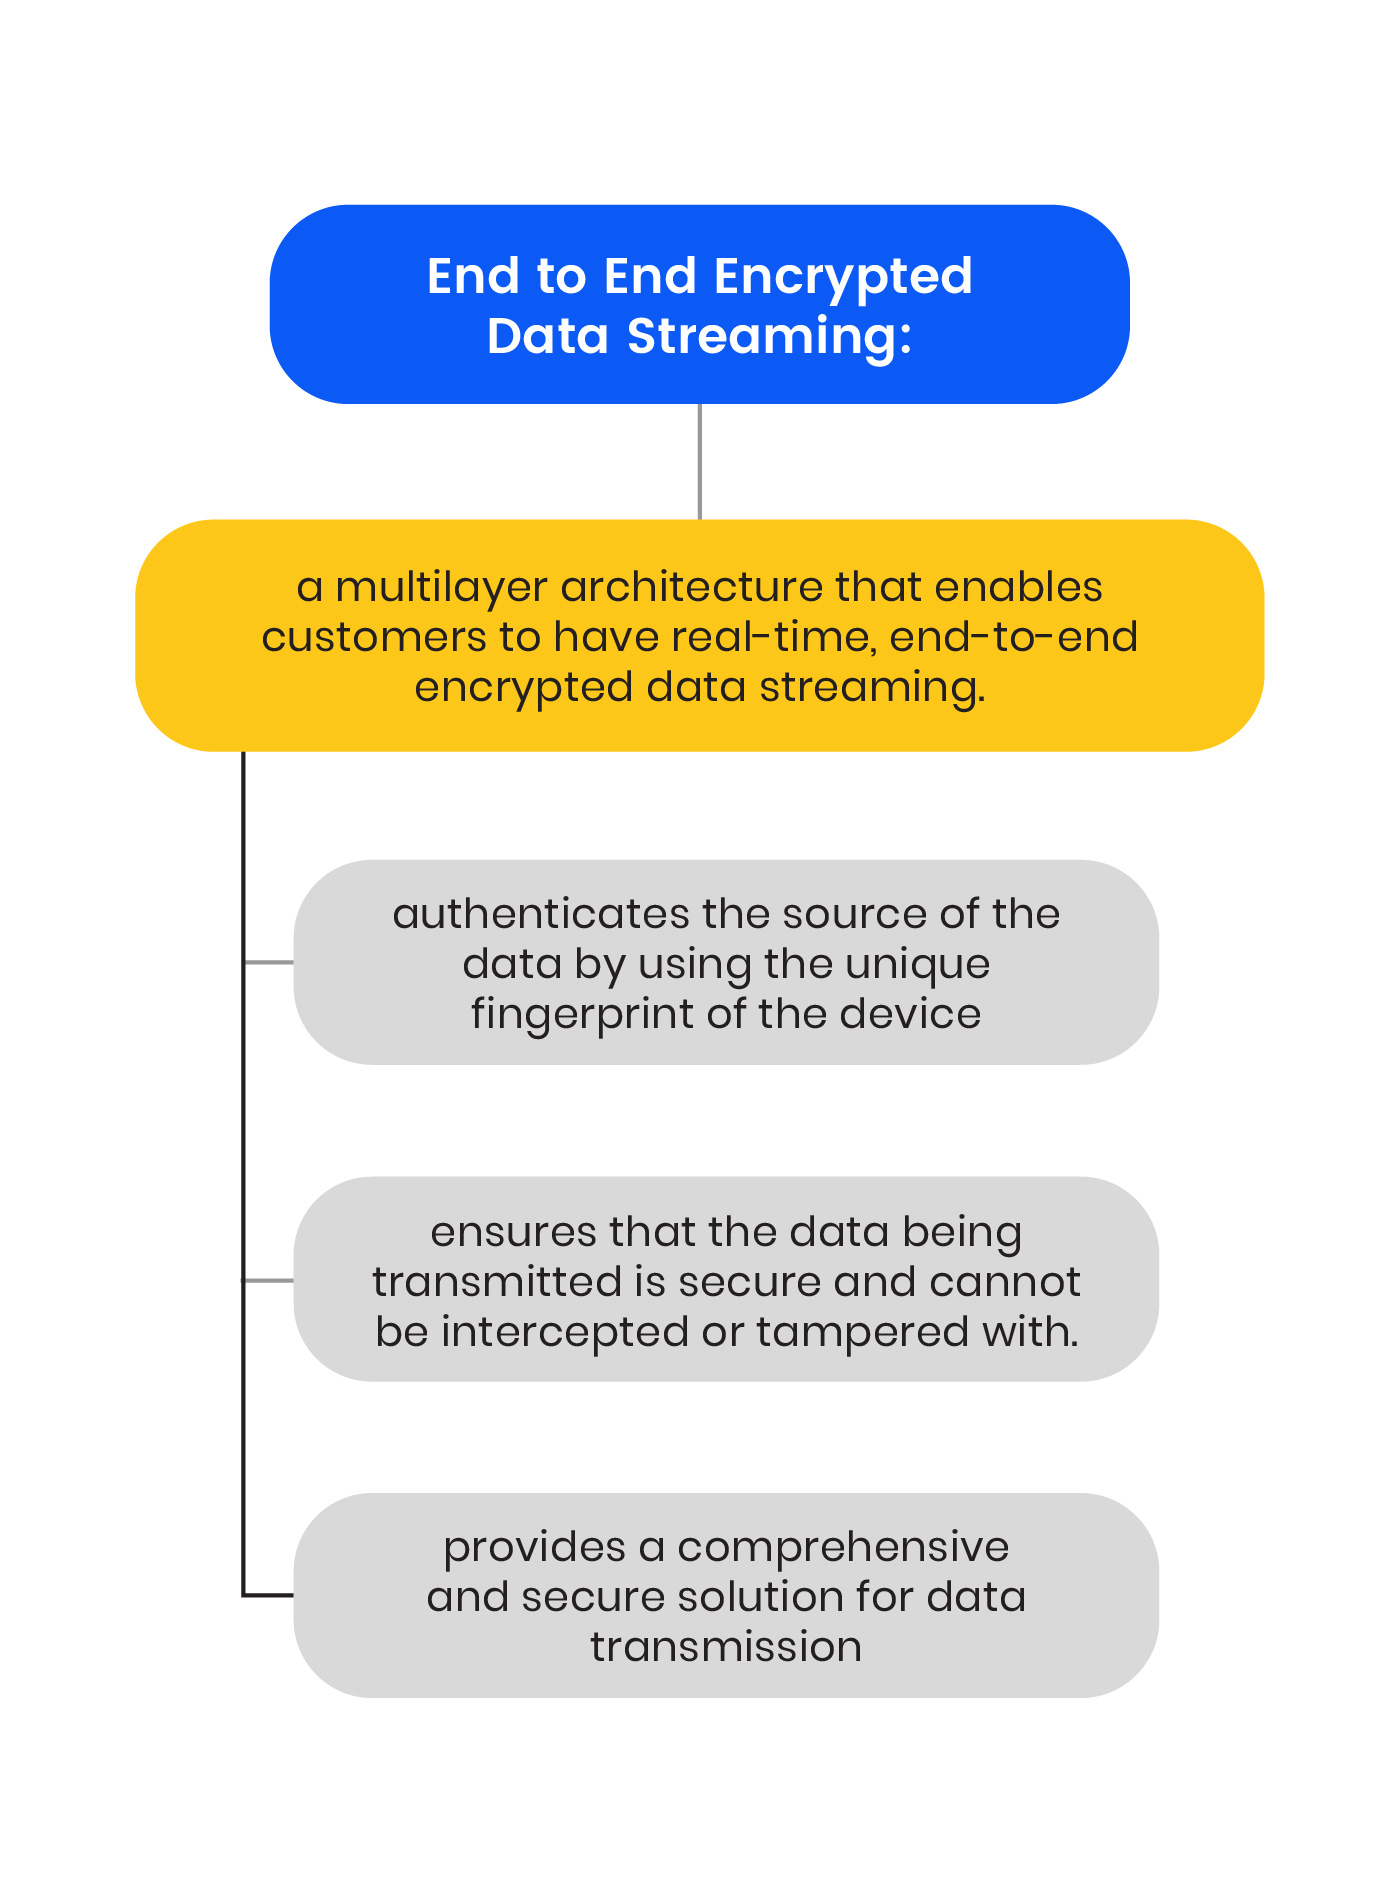 End to End Encrypted
Data Streaming:
a multilayer architecture that enables
customers to have real-time, end-to-end
encrypted data streaming.
authenticates the source of the
data by using the unique
fingerprint of the device
ensures that the data being
transmitted is secure and cannot
be intercepted or tampered with.
provides a comprehensive
and secure solution for data
transmission